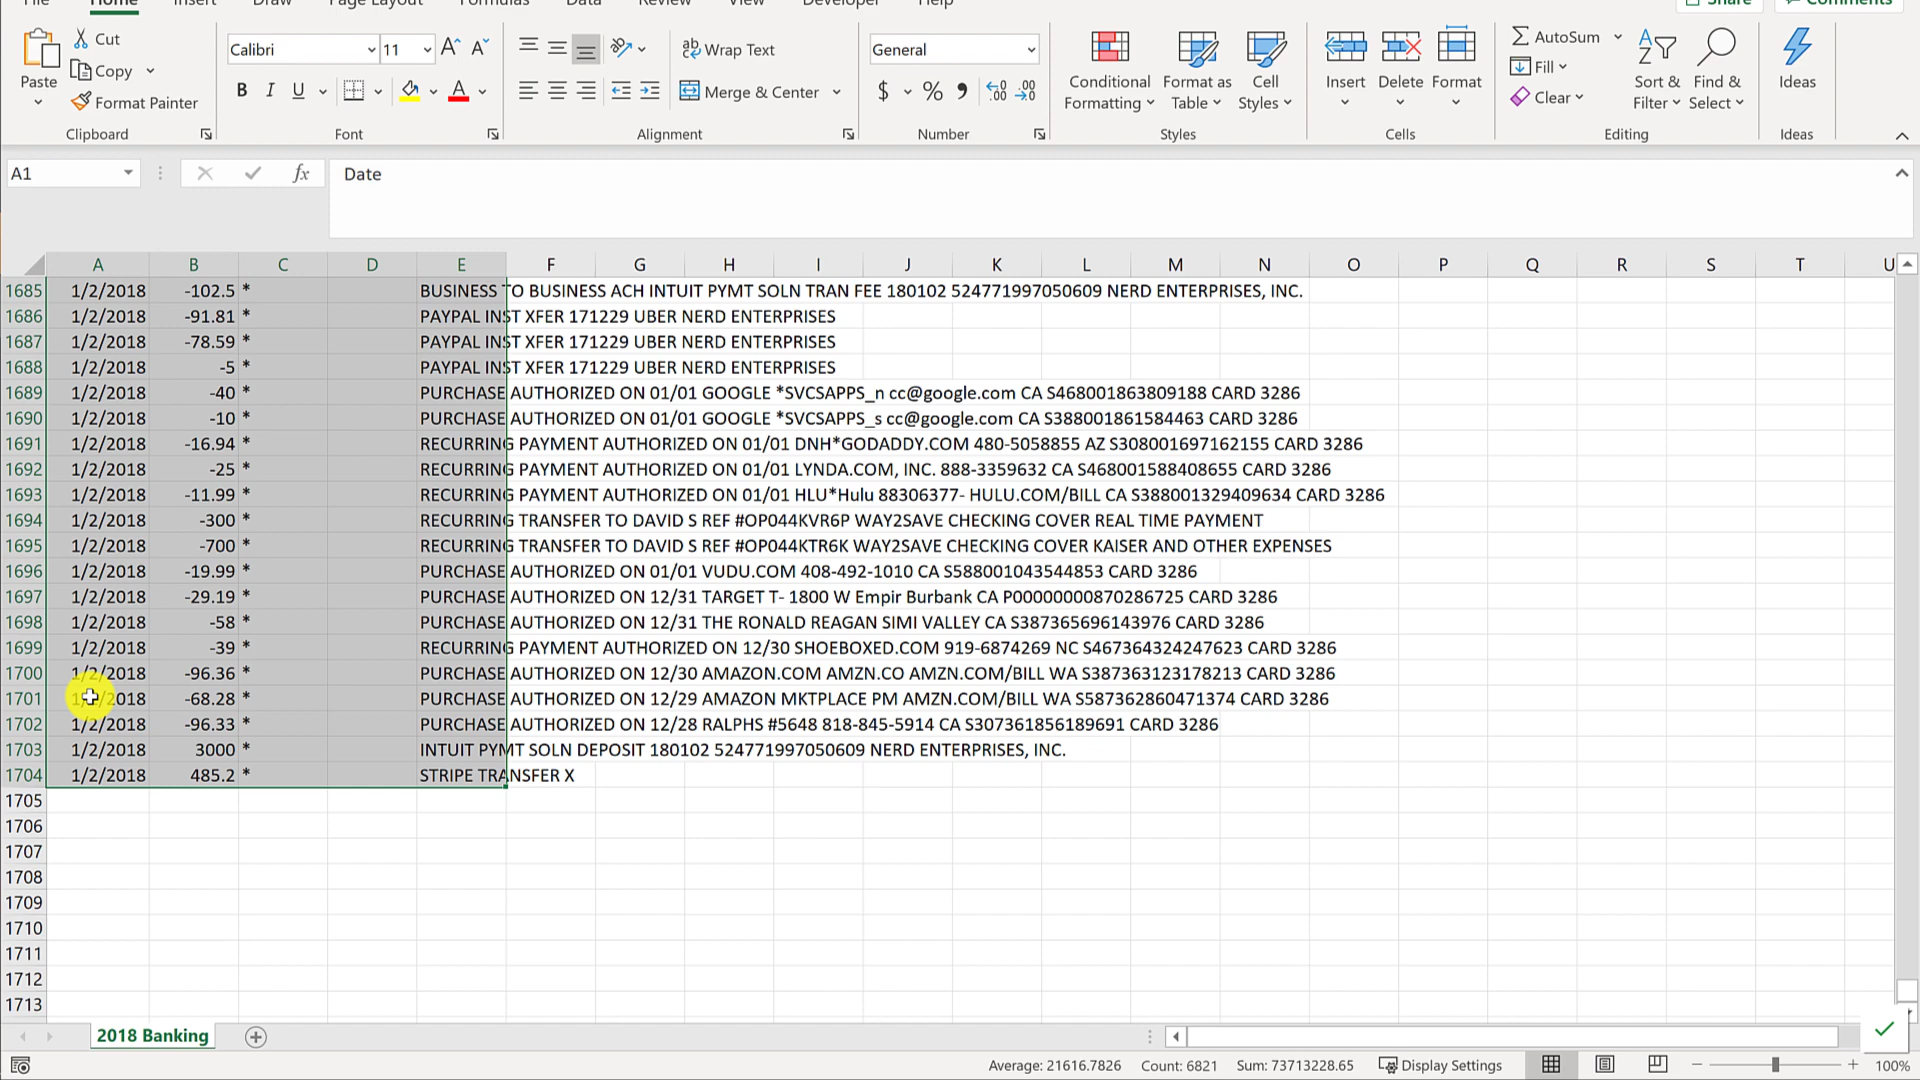 File Home Insert Draw Page Layout Formulas Data Review View Developer Help Share Comments
Paste
Cut
Copy
Format Painter
Clipboard
Calibri 11
B I U
Font
Wrap Text
Merge & Center
Alignment
General
$ % 9
Number
Conditional Formatting
Format as Table
Cell Styles
Styles
Insert
Delete
Format
Cells
AutoSum
Fill
Clear
Sort & Filter
Find & Select
Editing
Ideas
Ideas
A1 fx Date
A B C D E F G H I J K L M N O P Q R S T U
1685 1/2/2018 -102.5 * BUSINESS TO BUSINESS ACH INTUIT PYMT SOLN TRAN FEE 180102 524771997050609 NERD ENTERPRISES, INC.
1686 1/2/2018 -91.81 * PAYPAL INST XFER 171229 UBER NERD ENTERPRISES
1687 1/2/2018 -78.59 * PAYPAL INST XFER 171229 UBER NERD ENTERPRISES
1688 1/2/2018 -5 * PAYPAL INST XFER 171229 UBER NERD ENTERPRISES
1689 1/2/2018 -40 * PURCHASE AUTHORIZED ON 01/01 GOOGLE *SVCSAPPS_n cc@google.com CA S468001863809188 CARD 3286
1690 1/2/2018 -10 * PURCHASE AUTHORIZED ON 01/01 GOOGLE *SVCSAPPS_s cc@google.com CA S388001861584463 CARD 3286
1691 1/2/2018 -16.94 * RECURRING PAYMENT AUTHORIZED ON 01/01 DNH*GODADDY.COM 480-5058855 AZ S308001697162155 CARD 3286
1692 1/2/2018 -25 * RECURRING PAYMENT AUTHORIZED ON 01/01 LYNDA.COM, INC. 888-3359632 CA S468001588408655 CARD 3286
1693 1/2/2018 -11.99 * RECURRING PAYMENT AUTHORIZED ON 01/01 HLU*Hulu 88306377- HULU.COM/BILL CA S388001329409634 CARD 3286
1694 1/2/2018 -300 * RECURRING TRANSFER TO DAVID S REF #OP044KVR6P WAY2SAVE CHECKING COVER REAL TIME PAYMENT
1695 1/2/2018 -700 * RECURRING TRANSFER TO DAVID S REF #OP044KTR6K WAY2SAVE CHECKING COVER KAISER AND OTHER EXPENSES
1696 1/2/2018 -19.99 * PURCHASE AUTHORIZED ON 01/01 VUDU.COM 408-492-1010 CA S588001043544853 CARD 3286
1697 1/2/2018 -29.19 * PURCHASE AUTHORIZED ON 12/31 TARGET T- 1800 W Empir Burbank CA P00000000870286725 CARD 3286
1698 1/2/2018 -58 * PURCHASE AUTHORIZED ON 12/31 THE RONALD REAGAN SIMI VALLEY CA S387365696143976 CARD 3286
1699 1/2/2018 -39 * RECURRING PAYMENT AUTHORIZED ON 12/30 SHOEBOXED.COM 919-6874269 NC S467364324247623 CARD 3286
1700 1/2/2018 -96.36 * PURCHASE AUTHORIZED ON 12/30 AMAZON.COM AMZN.CO AMZN.COM/BILL WA S387363123178213 CARD 3286
1701 1/2/2018 -68.28 * PURCHASE AUTHORIZED ON 12/29 AMAZON MKTPLACE PM AMZN.COM/BILL WA S587362860471374 CARD 3286
1702 1/2/2018 -96.33 * PURCHASE AUTHORIZED ON 12/28 RALPHS #5648 818-845-5914 CA S307361856189691 CARD 3286
1703 1/2/2018 3000 * INTUIT PYMT SOLN DEPOSIT 180102 524771997050609 NERD ENTERPRISES, INC.
1704 1/2/2018 485.2 * STRIPE TRANSFER X
1705
1706
1707
1708
1709
1710
1711
1712
1713
2018 Banking
Average: 21616.7826 Count: 6821 Sum: 73713228.65 Display Settings 100%